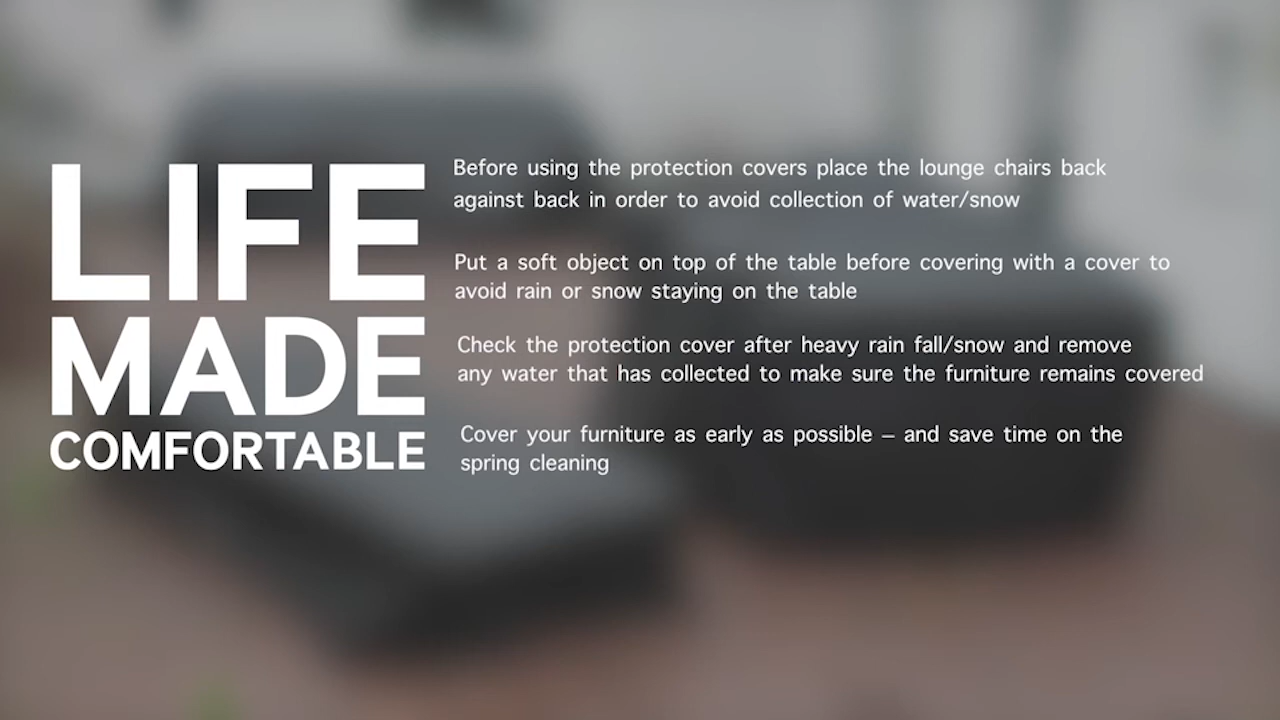 LIFE
MADE
COMFORTABLE
Before using the protection covers place the lounge chairs back
against back in order to avoid collection of water/snow
Put a soft object on top of the table before covering with a cover to
avoid rain or snow staying on the table
Check the protection cover after heavy rain fall/snow and remove
any water that has collected to make sure the furniture remains covered
Cover your furniture as early as possible – and save time on the
spring cleaning